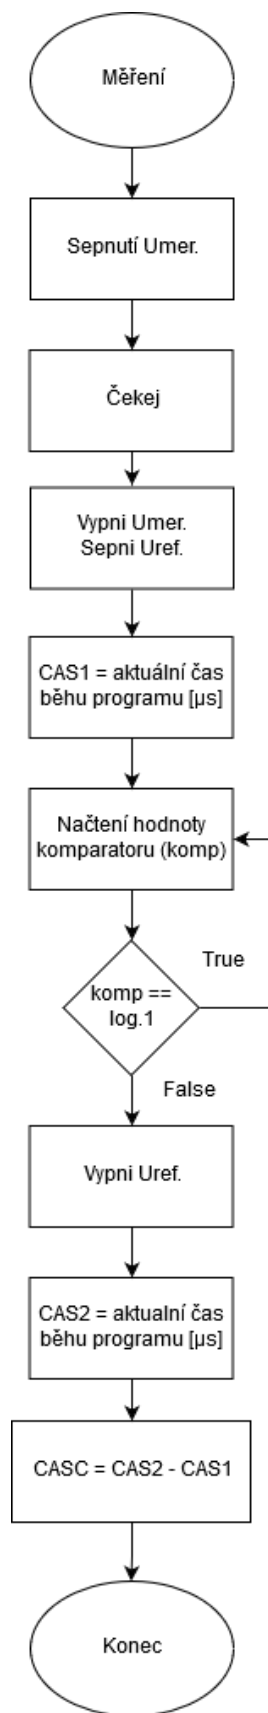 Měření
Sepnutí Umer.
Čekej
Vypni Umer.
Sepni Uref.
CAS1 = aktuální čas
běhu programu [µs]
Načtení hodnoty
komparatoru (komp)
True
komp ==
log.1
False
Vypni Uref.
CAS2 = aktualní čas
běhu programu [µs]
CASC = CAS2 - CAS1
Konec